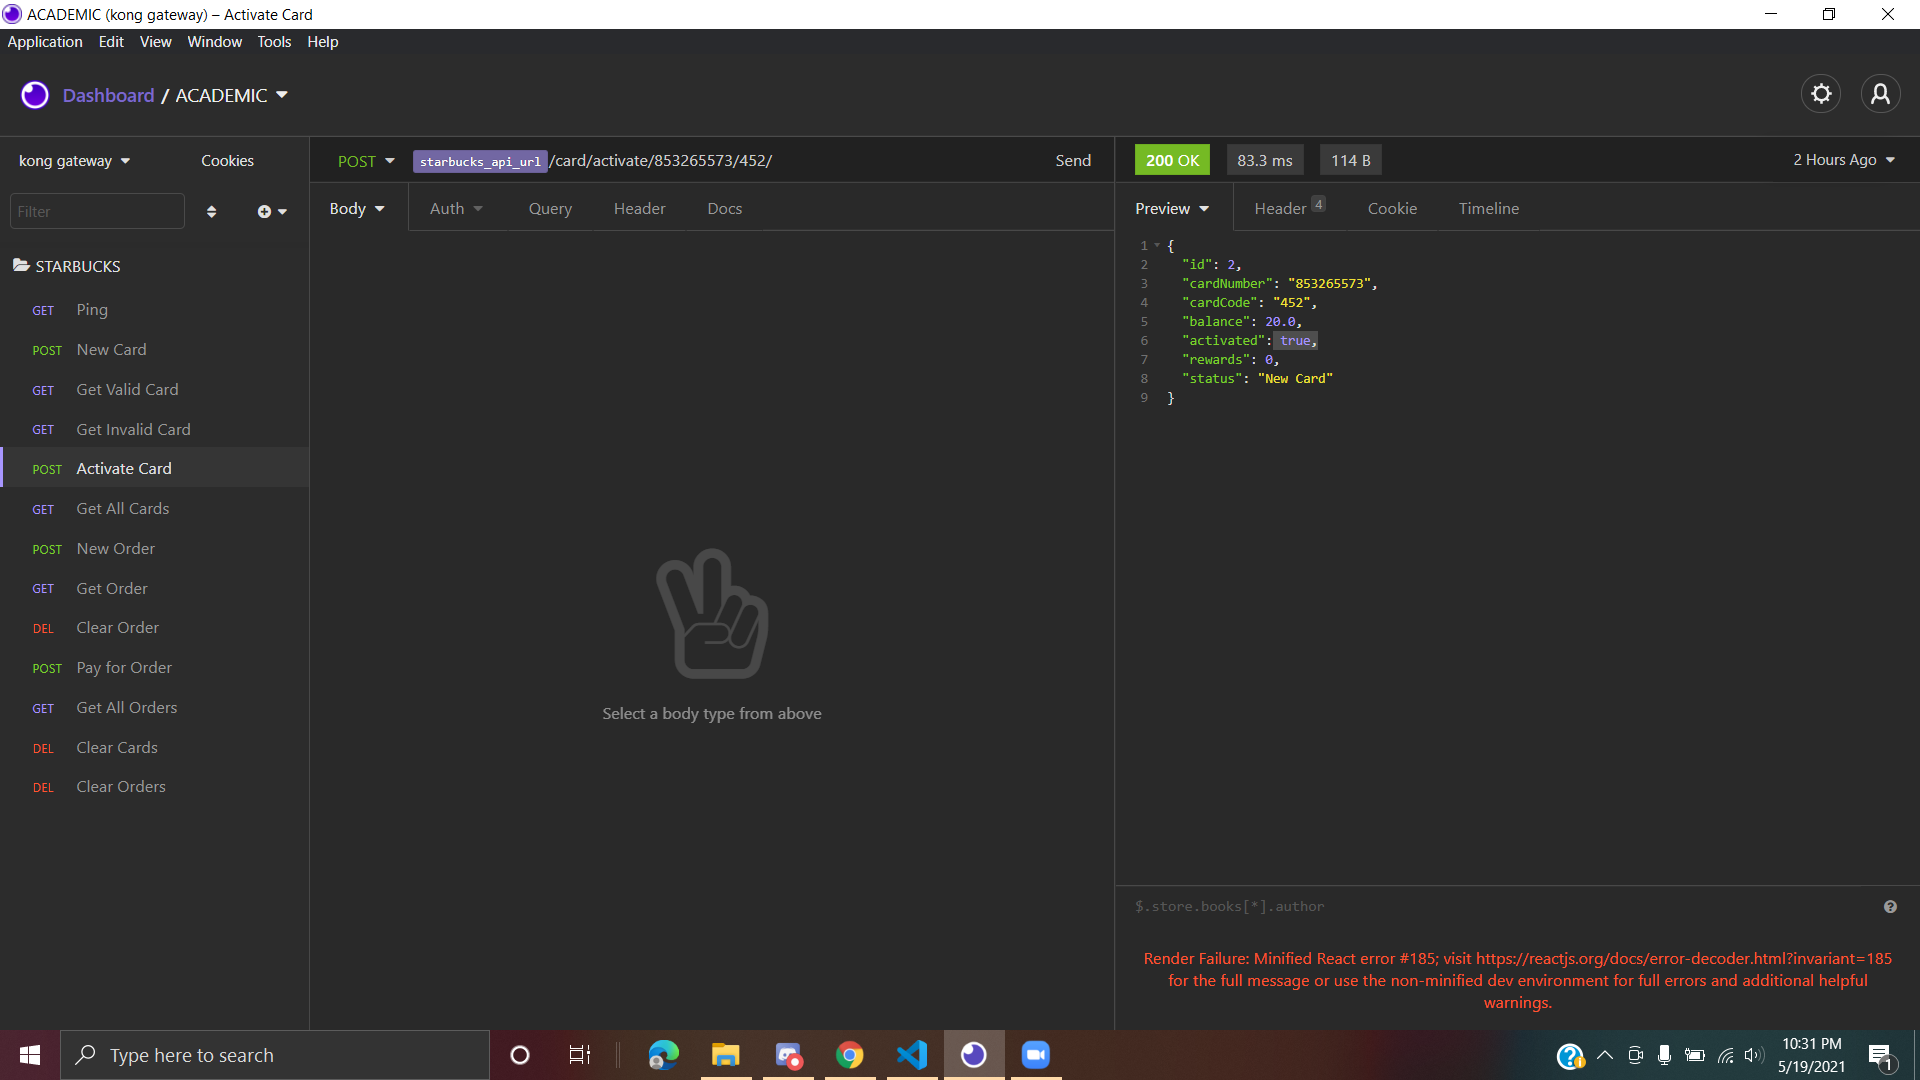 ACADEMIC (kong gateway) – Activate Card
Application Edit View Window Tools Help
Dashboard / ACADEMIC
kong gateway Cookies
POST starbucks_api_url/card/activate/853265573/452/ Send
200 OK 83.3 ms 114 B 2 Hours Ago
Filter
Body Auth Query Header Docs
Preview Header 4 Cookie Timeline
STARBUCKS
GET Ping
POST New Card
GET Get Valid Card
GET Get Invalid Card
POST Activate Card
GET Get All Cards
POST New Order
GET Get Order
DEL Clear Order
POST Pay for Order
GET Get All Orders
DEL Clear Cards
DEL Clear Orders
Select a body type from above
1 {
2 "id": 2,
3 "cardNumber": "853265573",
4 "cardCode": "452",
5 "balance": 20.0,
6 "activated": true,
7 "rewards": 0,
8 "status": "New Card"
9 }
$.store.books[*].author
Render Failure: Minified React error #185; visit https://reactjs.org/docs/error-decoder.html?invariant=185
for the full message or use the non-minified dev environment for full errors and additional helpful
warnings.
Type here to search
10:31 PM
5/19/2021
1